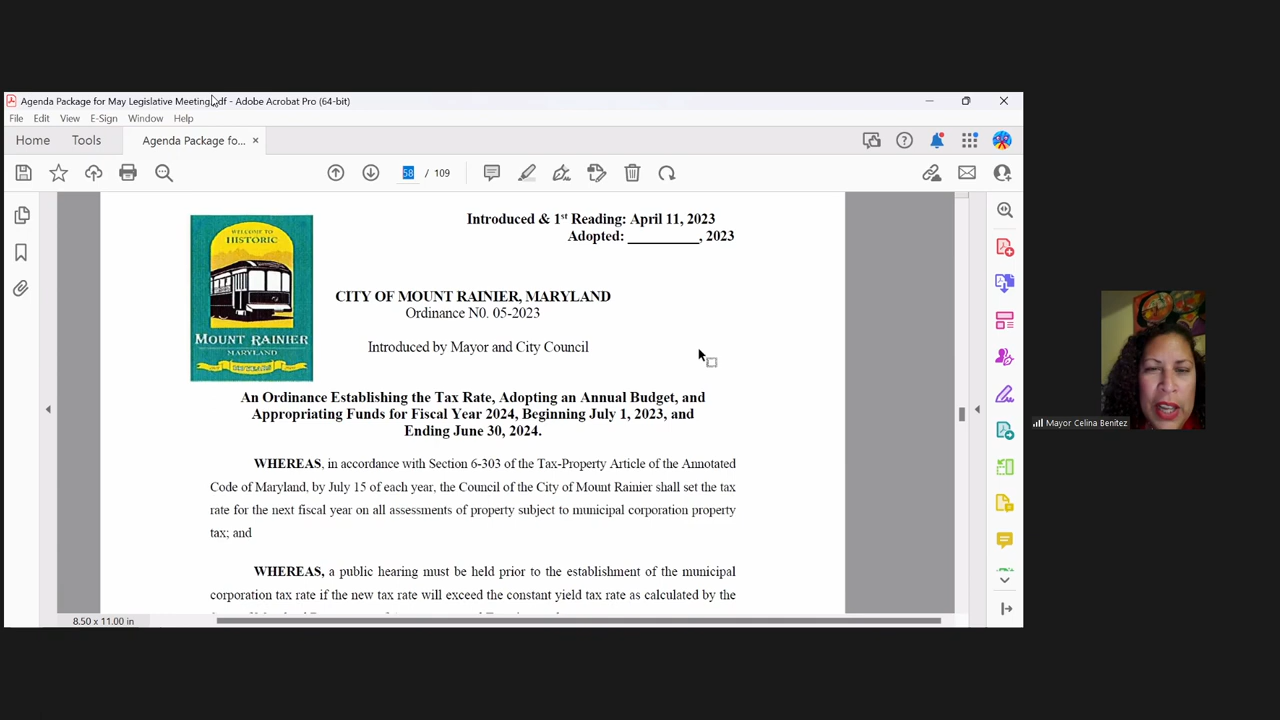 Agenda Package for May Legislative Meeting.pdf - Adobe Acrobat Pro (64-bit)
File Edit View E-Sign Window Help
Home Tools Agenda Package fo... ×
58 / 109
Introduced & 1st Reading: April 11, 2023
Adopted: __________, 2023
WELCOME TO
HISTORIC
MOUNT RAINIER
MARYLAND
CITY OF MOUNT RAINIER, MARYLAND
Ordinance N0. 05-2023
Introduced by Mayor and City Council
An Ordinance Establishing the Tax Rate, Adopting an Annual Budget, and
Appropriating Funds for Fiscal Year 2024, Beginning July 1, 2023, and
Ending June 30, 2024.
WHEREAS, in accordance with Section 6-303 of the Tax-Property Article of the Annotated
Code of Maryland, by July 15 of each year, the Council of the City of Mount Rainier shall set the tax
rate for the next fiscal year on all assessments of property subject to municipal corporation property
tax; and
WHEREAS, a public hearing must be held prior to the establishment of the municipal
corporation tax rate if the new tax rate will exceed the constant yield tax rate as calculated by the
8.50 x 11.00 in
Mayor Celina Benitez